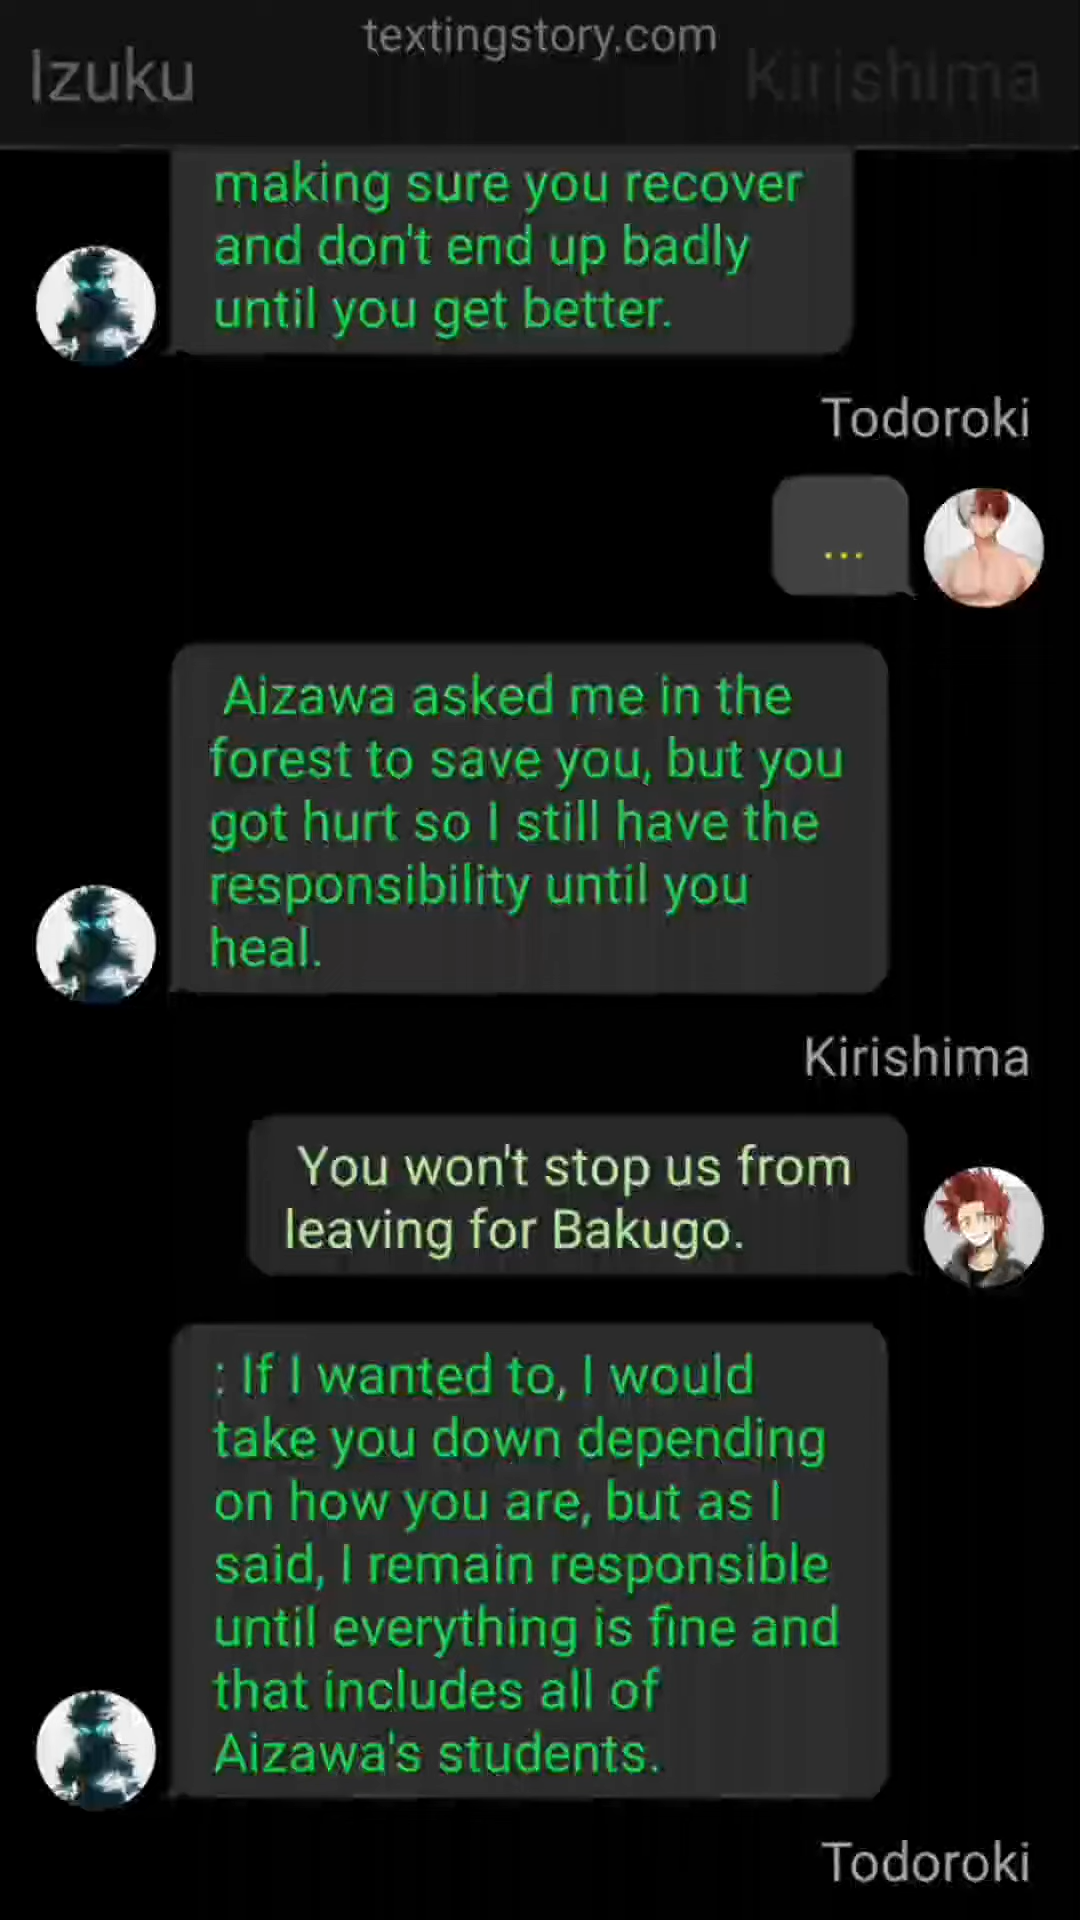 textingstory.com
Izuku
Kirishima
making sure you recover
and don't end up badly
until you get better.
Todoroki
...
Aizawa asked me in the
forest to save you, but you
got hurt so I still have the
responsibility until you
heal.
Kirishima
You won't stop us from
leaving for Bakugo.
: If I wanted to, I would
take you down depending
on how you are, but as I
said, I remain responsible
until everything is fine and
that includes all of
Aizawa's students.
Todoroki